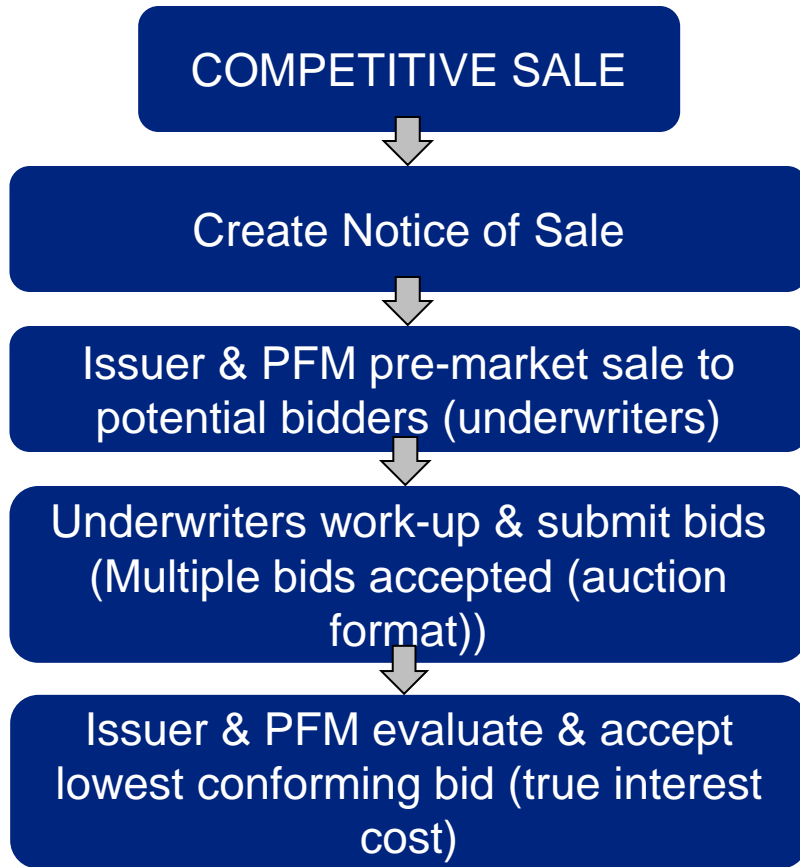 COMPETITIVE SALE
Create Notice of Sale
Issuer & PFM pre-market sale to
potential bidders (underwriters)
Underwriters work-up & submit bids
(Multiple bids accepted (auction
format))
Issuer & PFM evaluate & accept
lowest conforming bid (true interest
cost)